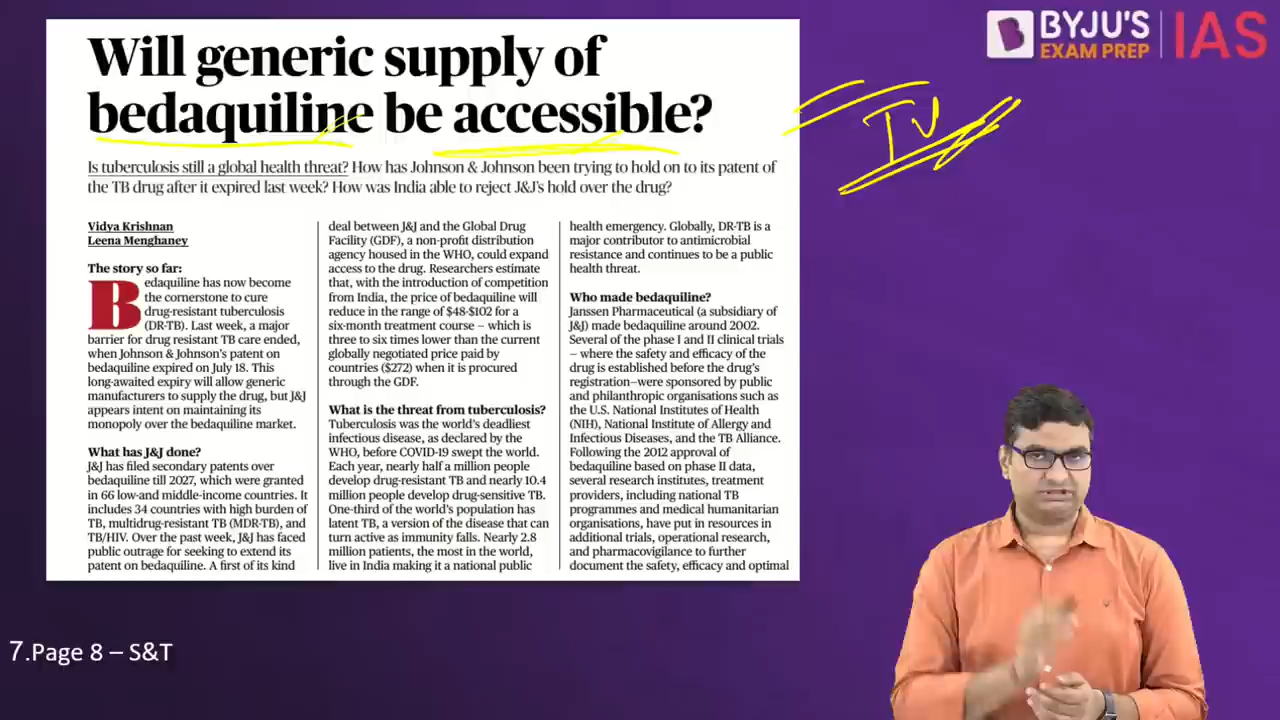 BYJU'S
EXAM PREP
IAS
Will generic supply of
bedaquiline be accessible?
Is tuberculosis still a global health threat? How has Johnson & Johnson been trying to hold on to its patent of
the TB drug after it expired last week? How was India able to reject J&J's hold over the drug?
Vidya Krishnan
Leena Menghaney
The story so far:
Bedaquiline has now become
the cornerstone to cure
drug-resistant tuberculosis
(DR-TB). Last week, a major
barrier for drug resistant TB care ended,
when Johnson & Johnson's patent on
bedaquiline expired on July 18. This
long-awaited expiry will allow generic
manufacturers to supply the drug, but J&J
appears intent on maintaining its
monopoly over the bedaquiline market.
What has J&J done?
J&J has filed secondary patents over
bedaquiline till 2027, which were granted
in 66 low-and middle-income countries. It
includes 34 countries with high burden of
TB, multidrug-resistant TB (MDR-TB), and
TB/HIV. Over the past week, J&J has faced
public outrage for seeking to extend its
patent on bedaquiline. A first of its kind
deal between J&J and the Global Drug
Facility (GDF), a non-profit distribution
agency housed in the WHO, could expand
access to the drug. Researchers estimate
that, with the introduction of competition
from India, the price of bedaquiline will
reduce in the range of $48-$102 for a
six-month treatment course – which is
three to six times lower than the current
globally negotiated price paid by
countries ($272) when it is procured
through the GDF.
What is the threat from tuberculosis?
Tuberculosis was the world's deadliest
infectious disease, as declared by the
WHO, before COVID-19 swept the world.
Each year, nearly half a million people
develop drug-resistant TB and nearly 10.4
million people develop drug-sensitive TB.
One-third of the world's population has
latent TB, a version of the disease that can
turn active as immunity falls. Nearly 2.8
million patients, the most in the world,
live in India making it a national public
health emergency. Globally, DR-TB is a
major contributor to antimicrobial
resistance and continues to be a public
health threat.
Who made bedaquiline?
Janssen Pharmaceutical (a subsidiary of
J&J) made bedaquiline around 2002.
Several of the phase I and II clinical trials
– where the safety and efficacy of the
drug is established before the drug's
registration—were sponsored by public
and philanthropic organisations such as
the U.S. National Institutes of Health
(NIH), National Institute of Allergy and
Infectious Diseases, and the TB Alliance.
Following the 2012 approval of
bedaquiline based on phase II data,
several research institutes, treatment
providers, including national TB
programmes and medical humanitarian
organisations, have put in resources in
additional trials, operational research,
and pharmacovigilance to further
document the safety, efficacy and optimal
7.Page 8 – S&T